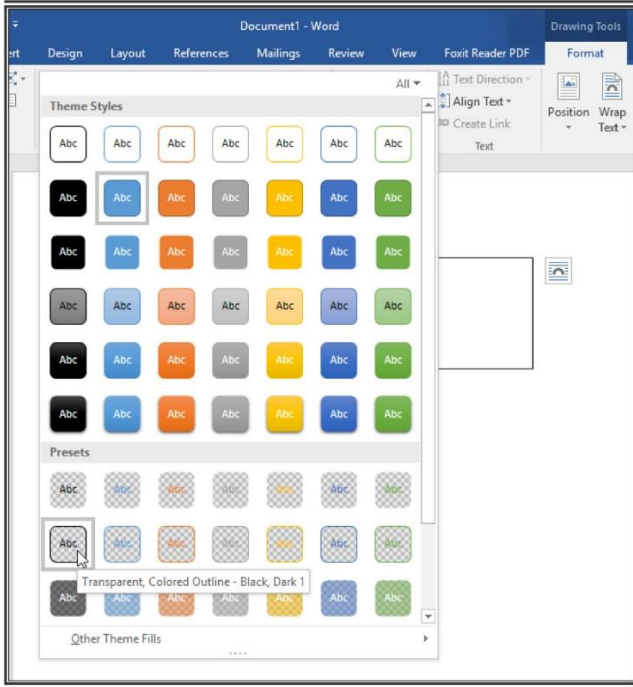 Document1 - Word
Drawing Tools
Design Layout References Mailings Review View Foxit Reader PDF Format
All
Text Direction
Align Text
Create Link
Text
Position
Wrap Text
Theme Styles
Abc Abc Abc Abc Abc Abc Abc
Abc Abc Abc Abc Abc Abc Abc
Abc Abc Abc Abc Abc Abc Abc
Abc Abc Abc Abc Abc Abc Abc
Abc Abc Abc Abc Abc Abc Abc
Abc Abc Abc Abc Abc Abc Abc
Presets
Abc Abc Abc Abc Abc Abc Abc
Abc Abc Abc Abc Abc Abc Abc
Transparent, Colored Outline - Black, Dark 1
Abc Abc Abc Abc Abc Abc Abc
Other Theme Fills